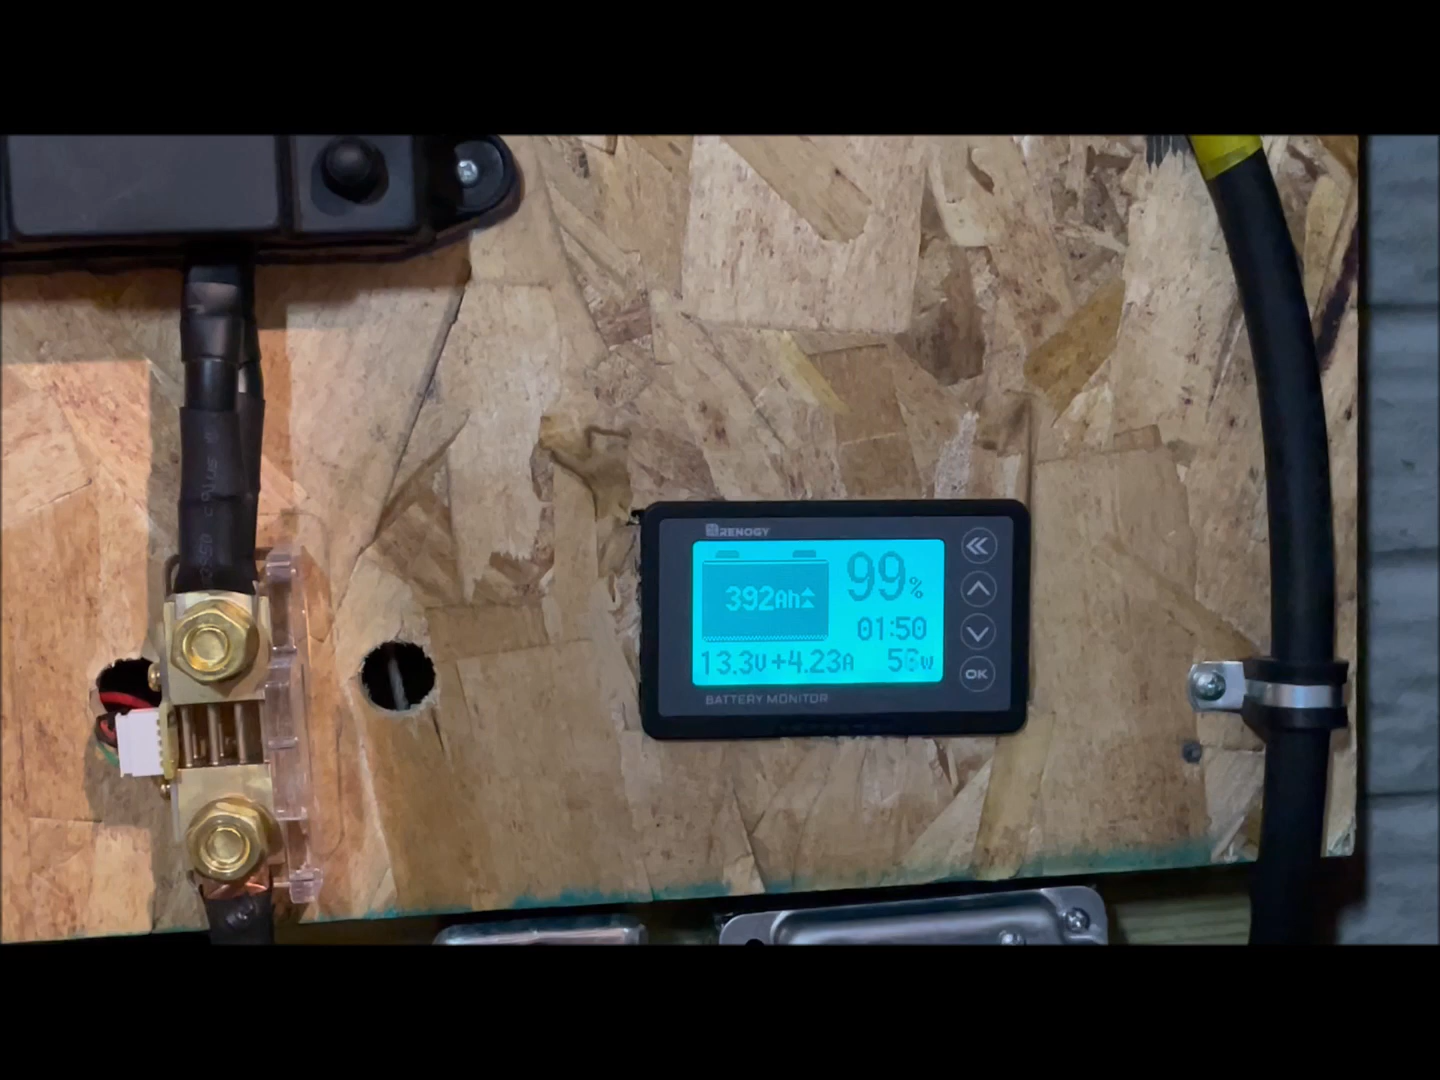 RENOGY
392Ah
99%
01:50
13.3V +4.23A
OK
BATTERY MONITOR